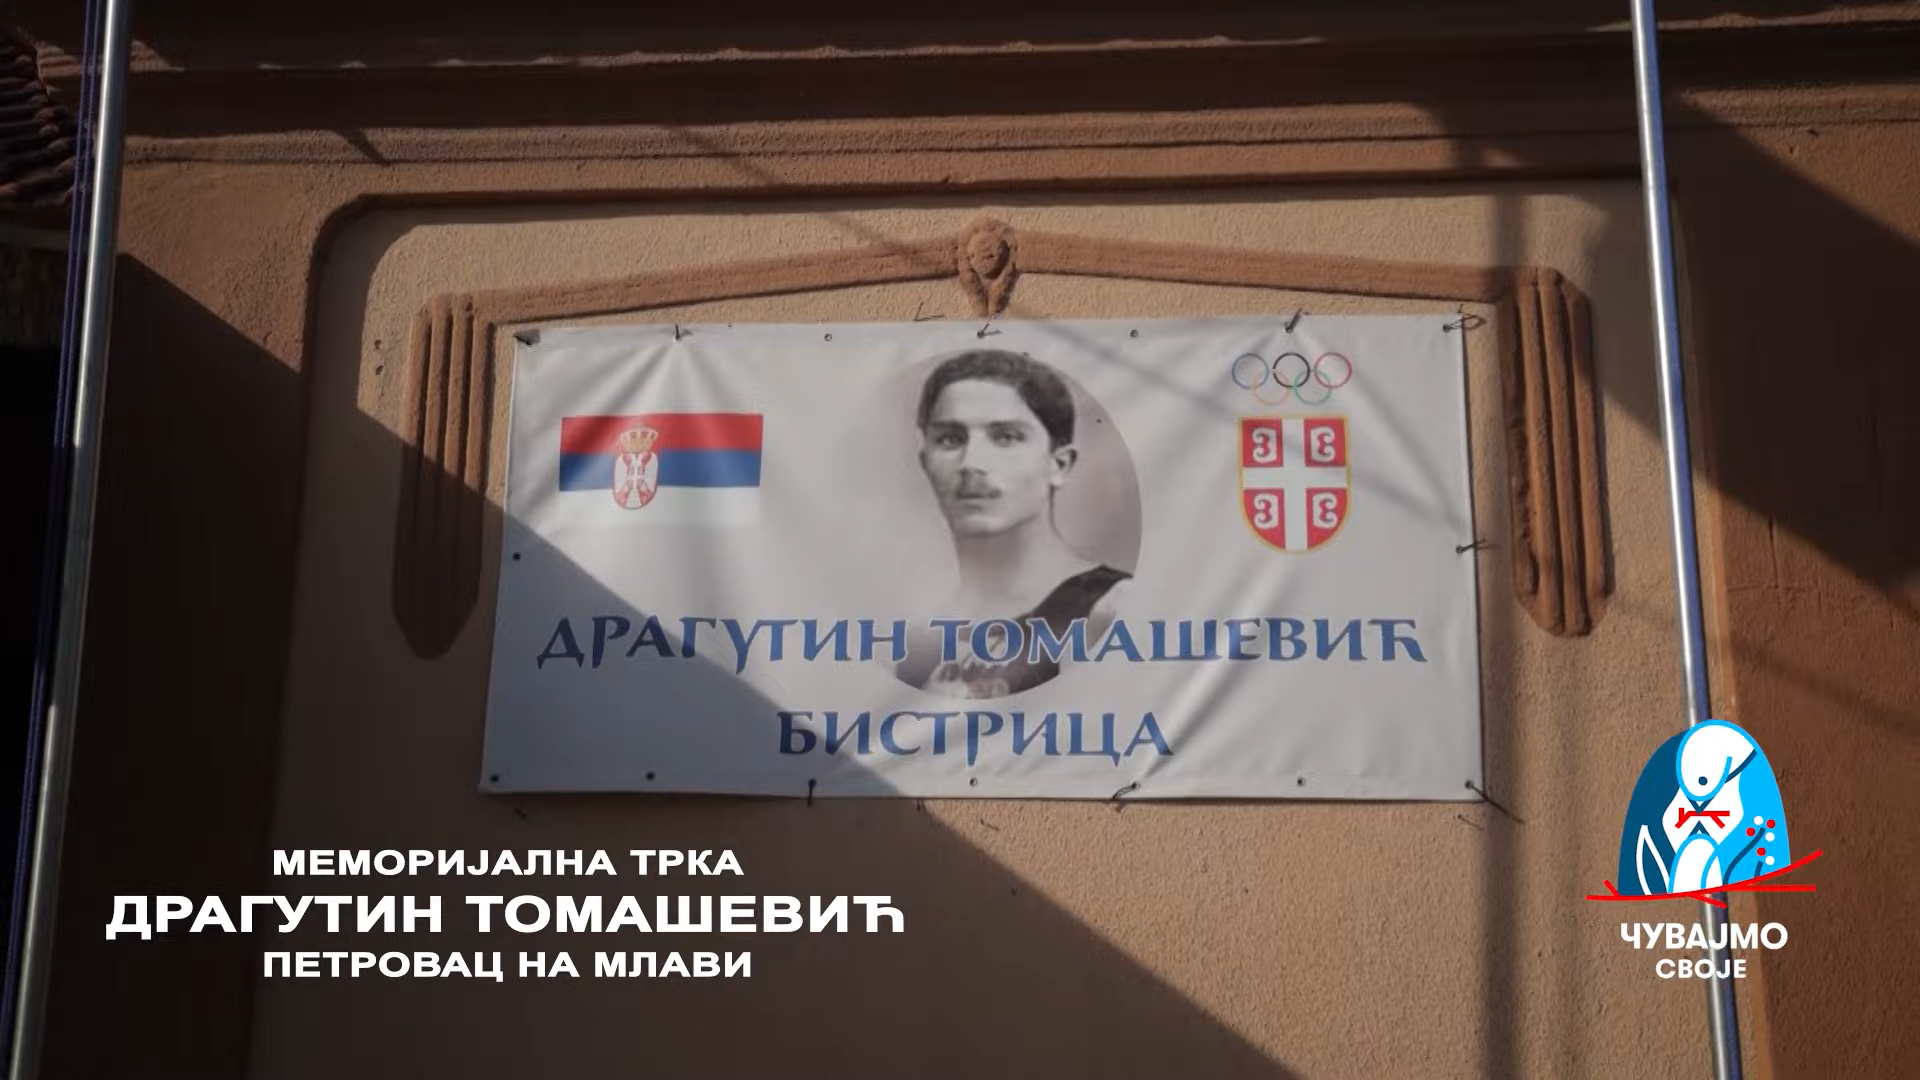 ДРАГУТИН ТОМАШЕВИЋ
БИСТРИЦА
МЕМОРИЈАЛНА ТРКА
ДРАГУТИН ТОМАШЕВИЋ
ПЕТРОВАЦ НА МЛАВИ
ЧУВАЈМО
СВОЈЕ